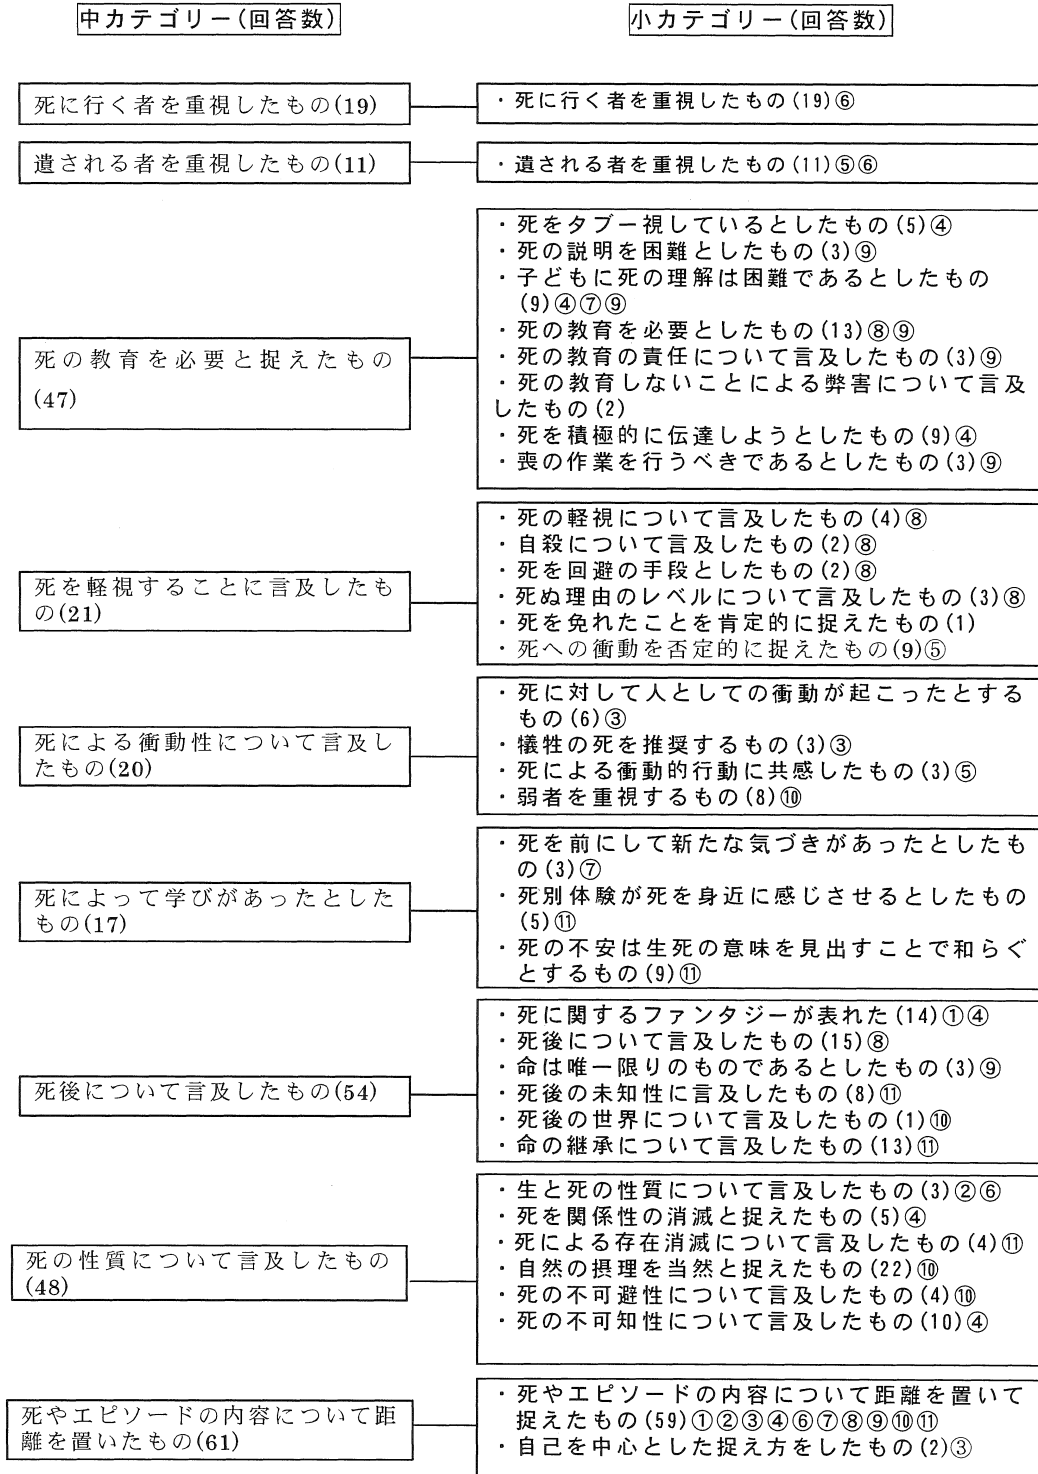 中カテゴリー(回答数)
小カテゴリー(回答数)
死に行く者を重視したもの(19)
・死に行く者を重視したもの(19)⑥
遺される者を重視したもの(11)
・遺される者を重視したもの(11)⑤⑥
死の教育を必要と捉えたもの
(47)
・死をタブー視しているとしたもの(5)④
・死の説明を困難としたもの(3)⑨
・子どもに死の理解は困難であるとしたもの
(9)④⑦⑨
・死の教育を必要としたもの(13)⑧⑨
・死の教育の責任について言及したもの(3)⑨
・死の教育しないことによる弊害について言及
したもの(2)
・死を積極的に伝達しようとしたもの(9)④
・喪の作業を行うべきであるとしたもの(3)⑨
死を軽視することに言及したも
の(21)
・死の軽視について言及したもの(4)⑧
・自殺について言及したもの(2)⑧
・死を回避の手段としたもの(2)⑧
・死ぬ理由のレベルについて言及したもの(3)⑧
・死を免れたことを肯定的に捉えたもの(1)
・死への衝動を否定的に捉えたもの(9)⑤
死による衝動性について言及し
たもの(20)
・死に対して人としての衝動が起こったとする
もの(6)③
・犠牲の死を推奨するもの(3)③
・死による衝動的行動に共感したもの(3)⑤
・弱者を重視するもの(8)⑩
死によって学びがあったとした
もの(17)
・死を前にして新たな気づきがあったとしたも
の(3)⑦
・死別体験が死を身近に感じさせるとしたもの
(5)⑪
・死の不安は生死の意味を見出すことで和らぐ
とするもの(9)⑪
死後について言及したもの(54)
・死に関するファンタジーが表れた(14)①④
・死後について言及したもの(15)⑧
・命は唯一限りのものであるとしたもの(3)⑨
・死後の未知性に言及したもの(8)⑪
・死後の世界について言及したもの(1)⑩
・命の継承について言及したもの(13)⑪
死の性質について言及したもの
(48)
・生と死の性質について言及したもの(3)②⑥
・死を関係性の消滅と捉えたもの(5)④
・死による存在消滅について言及したもの(4)⑪
・自然の摂理を当然と捉えたもの(22)⑩
・死の不可避性について言及したもの(4)⑩
・死の不可知性について言及したもの(10)④
死やエピソードの内容について距
離を置いたもの(61)
・死やエピソードの内容について距離を置いて
捉えたもの(59)①②③④⑥⑦⑧⑨⑩⑪
・自己を中心とした捉え方をしたもの(2)③